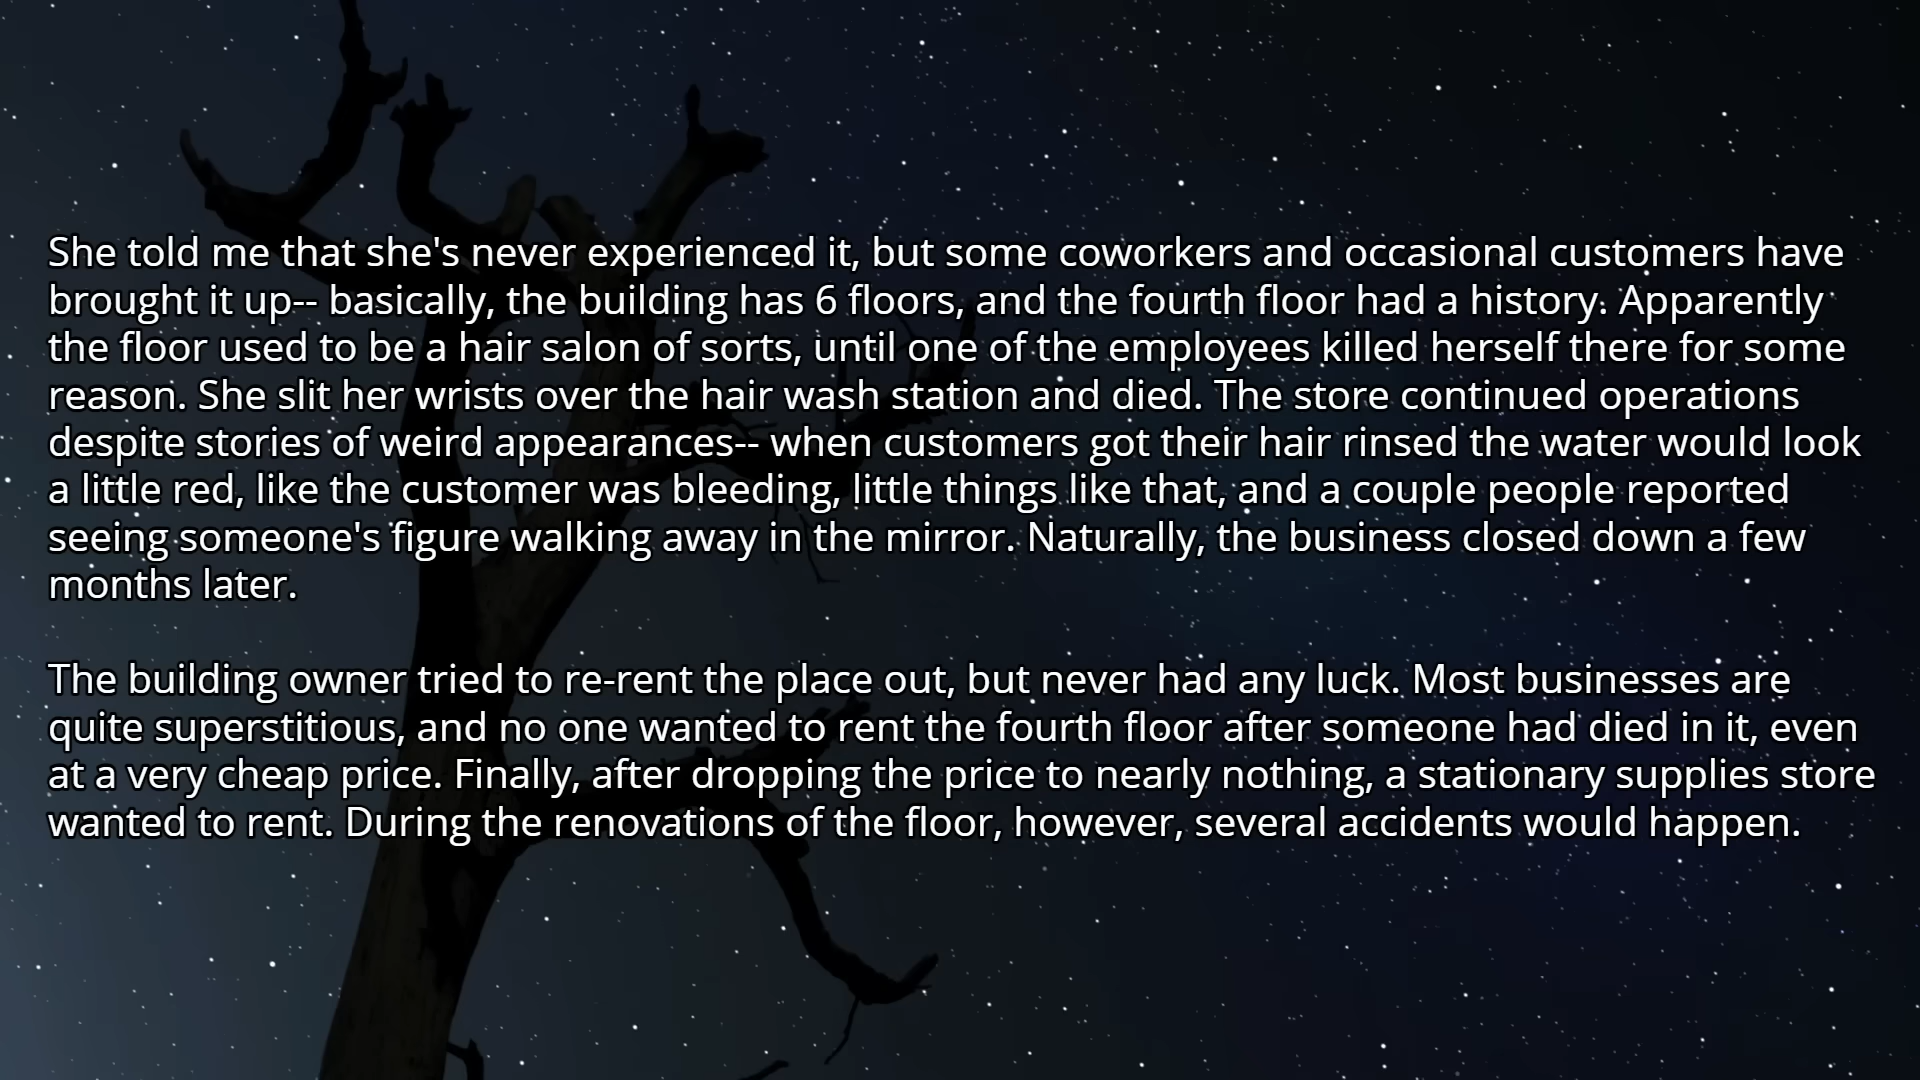 She told me that she's never experienced it, but some coworkers and occasional customers have
brought it up-- basically, the building has 6 floors, and the fourth floor had a history. Apparently
the floor used to be a hair salon of sorts, until one of the employees killed herself there for some
reason. She slit her wrists over the hair wash station and died. The store continued operations
despite stories of weird appearances-- when customers got their hair rinsed the water would look
a little red, like the customer was bleeding, little things like that, and a couple people reported
seeing someone's figure walking away in the mirror. Naturally, the business closed down a few
months later.
The building owner tried to re-rent the place out, but never had any luck. Most businesses are
quite superstitious, and no one wanted to rent the fourth floor after someone had died in it, even
at a very cheap price. Finally, after dropping the price to nearly nothing, a stationary supplies store
wanted to rent. During the renovations of the floor, however, several accidents would happen.